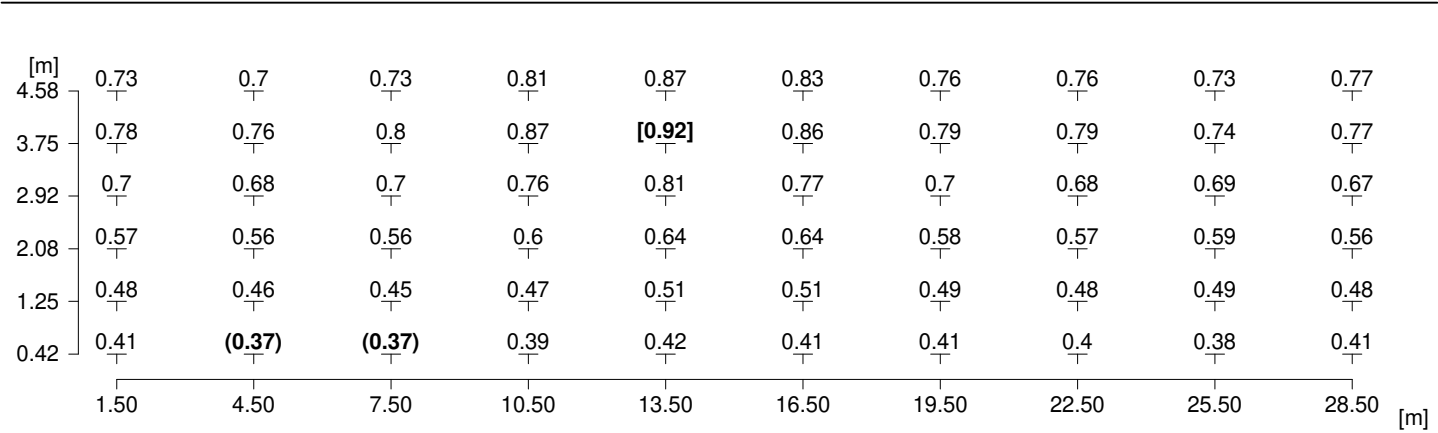 [m]
4.58 0.73 0.7 0.73 0.81 0.87 0.83 0.76 0.76 0.73 0.77
3.75 0.78 0.76 0.8 0.87 [0.92] 0.86 0.79 0.79 0.74 0.77
2.92 0.7 0.68 0.7 0.76 0.81 0.77 0.7 0.68 0.69 0.67
2.08 0.57 0.56 0.56 0.6 0.64 0.64 0.58 0.57 0.59 0.56
1.25 0.48 0.46 0.45 0.47 0.51 0.51 0.49 0.48 0.49 0.48
0.42 0.41 (0.37) (0.37) 0.39 0.42 0.41 0.41 0.4 0.38 0.41
1.50 4.50 7.50 10.50 13.50 16.50 19.50 22.50 25.50 28.50 [m]